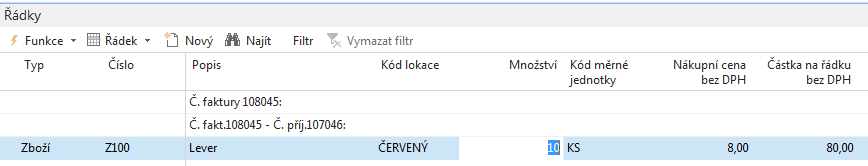 Řádky
Funkce Řádek Nový Najít Filtr Vymazat filtr
Typ Číslo Popis Kód lokace Množství Kód měrné jednotky Nákupní cena bez DPH Částka na řádku bez DPH
Č. faktury 108045:
Č. fakt.108045 - Č. příj.107046:
Zboží Z100 Lever ČERVENÝ 10 KS 8,00 80,00